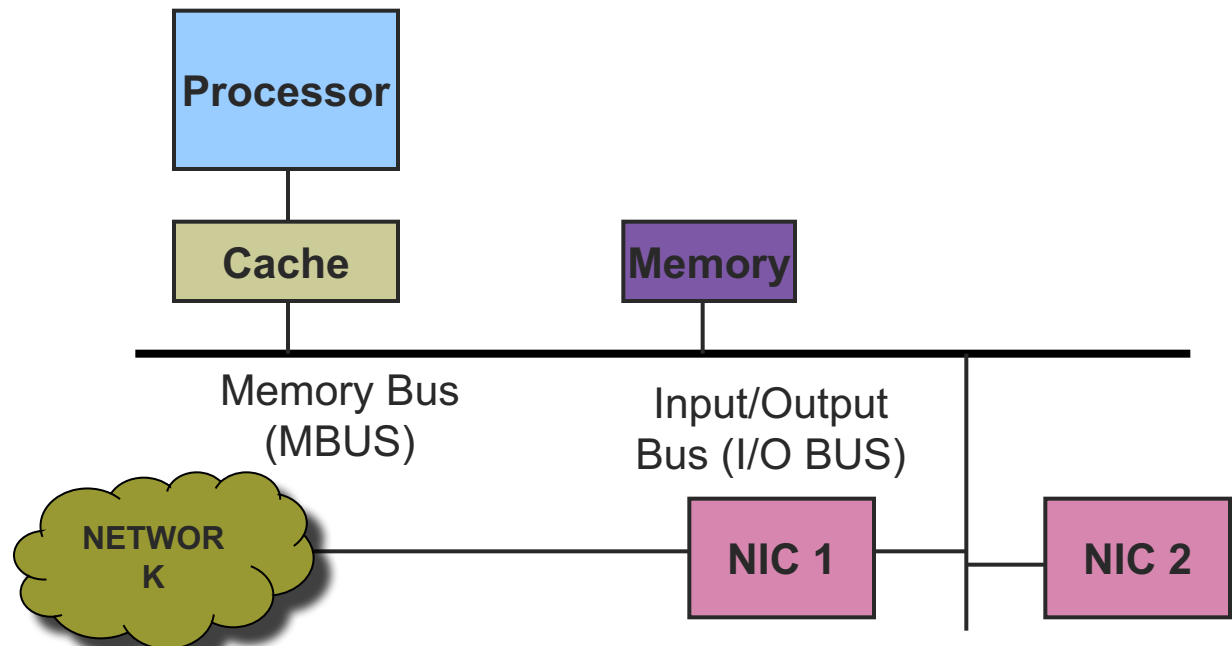 Processor
Cache
Memory
Memory Bus
(MBUS)
Input/Output
Bus (I/O BUS)
NETWOR
K
NIC 1
NIC 2